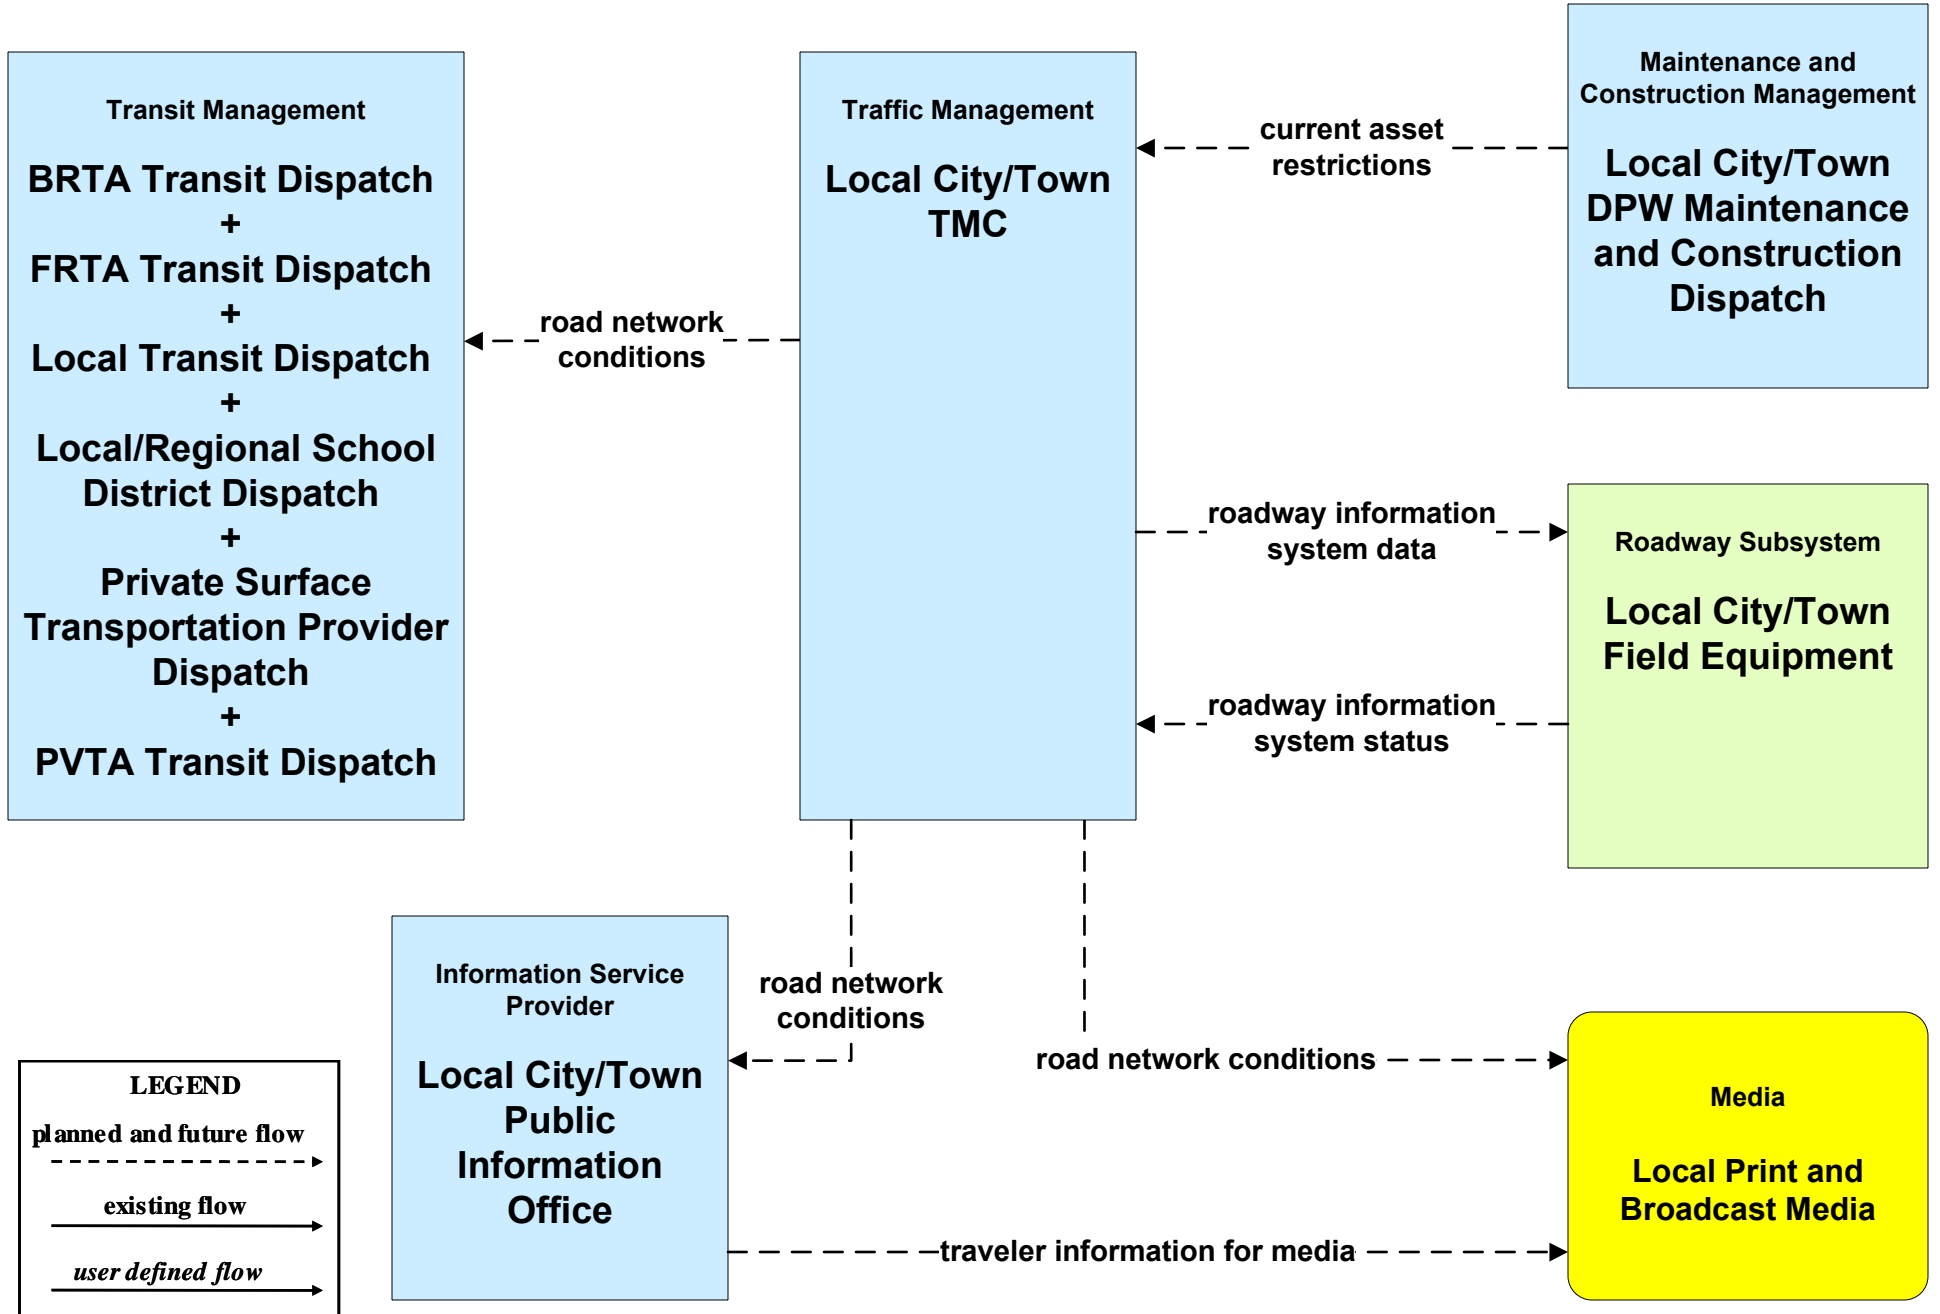 Transit Management
BRTA Transit Dispatch
+
FRTA Transit Dispatch
+
Local Transit Dispatch
+
Local/Regional School
District Dispatch
+
Private Surface
Transportation Provider
Dispatch
+
PVTA Transit Dispatch
road network
conditions
Traffic Management
Local City/Town
TMC
current asset
restrictions
Maintenance and
Construction Management
Local City/Town
DPW Maintenance
and Construction
Dispatch
roadway information
system data
roadway information
system status
Roadway Subsystem
Local City/Town
Field Equipment
Information Service
Provider
Local City/Town
Public
Information
Office
road network
conditions
road network conditions
traveler information for media
Media
Local Print and
Broadcast Media
LEGEND
planned and future flow
existing flow
user defined flow